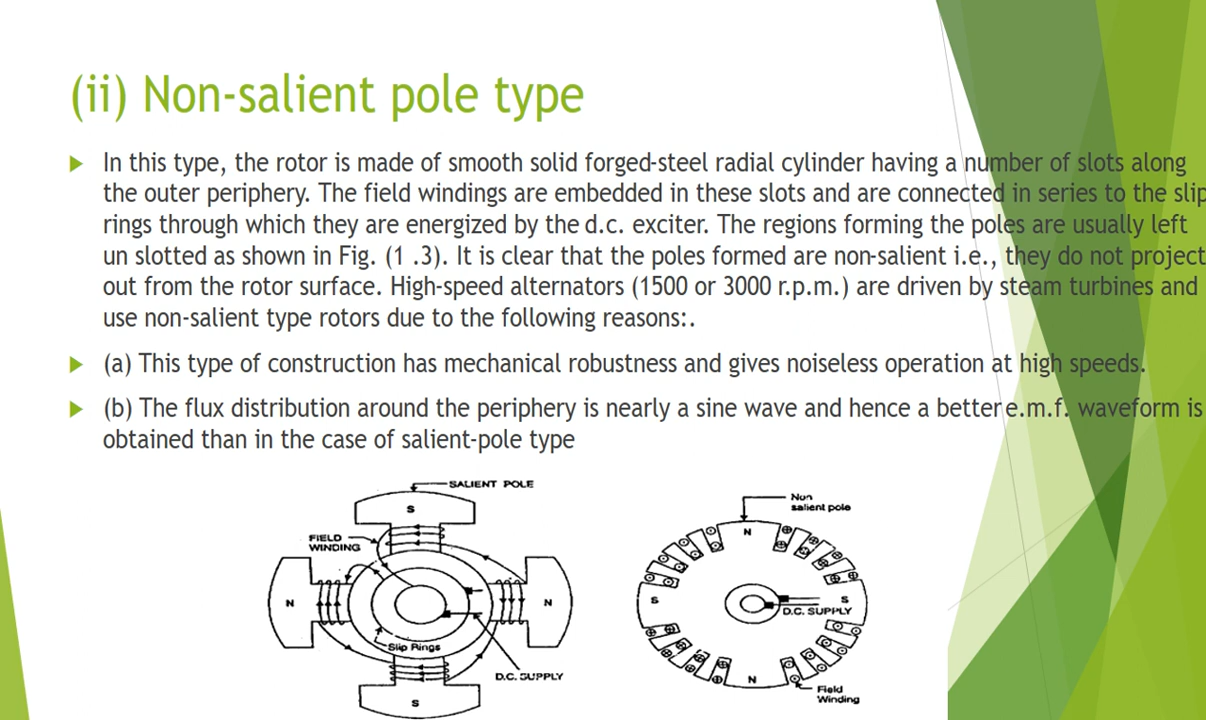 (ii) Non-salient pole type
In this type, the rotor is made of smooth solid forged-steel radial cylinder having a number of slots along
the outer periphery. The field windings are embedded in these slots and are connected in series to the slip
rings through which they are energized by the d.c. exciter. The regions forming the poles are usually left
un slotted as shown in Fig. (1 .3). It is clear that the poles formed are non-salient i.e., they do not project
out from the rotor surface. High-speed alternators (1500 or 3000 r.p.m.) are driven by steam turbines and
use non-salient type rotors due to the following reasons:.
(a) This type of construction has mechanical robustness and gives noiseless operation at high speeds.
(b) The flux distribution around the periphery is nearly a sine wave and hence a better e.m.f. waveform is
obtained than in the case of salient-pole type
SALIENT POLE
S
FIELD
WINDING
N
N
Slip Rings
D.C. SUPPLY
S
Non
salient pole
N
S
S
D.C. SUPPLY
N
Field
Winding